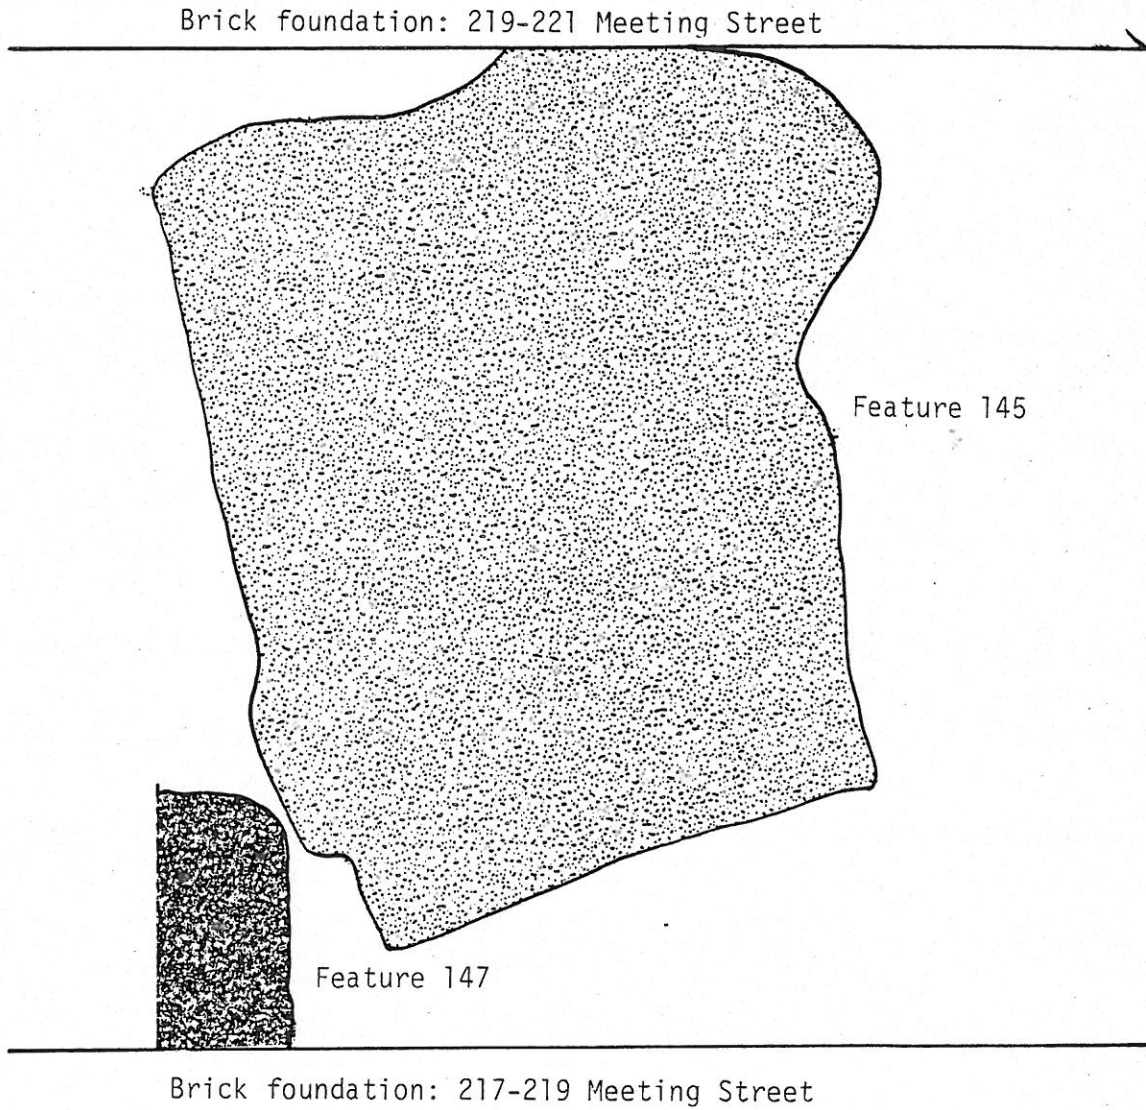 Brick foundation: 219-221 Meeting Street
Feature 145
Feature 147
Brick foundation: 217-219 Meeting Street